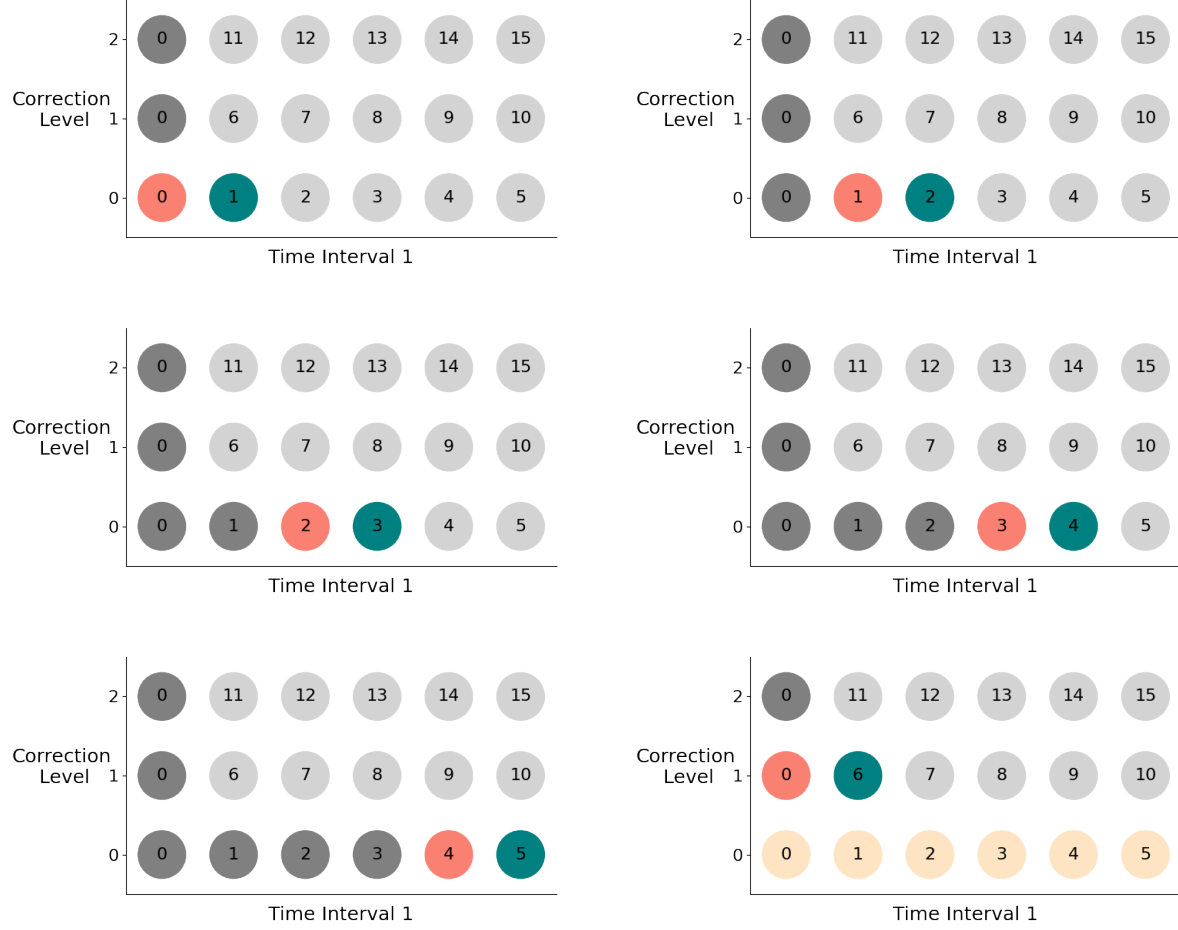 2 0 11 12 13 14 15
Correction
Level
1 0 6 7 8 9 10
0 0 1 2 3 4 5
Time Interval 1
2 0 11 12 13 14 15
Correction
Level
1 0 6 7 8 9 10
0 0 1 2 3 4 5
Time Interval 1
2 0 11 12 13 14 15
Correction
Level
1 0 6 7 8 9 10
0 0 1 2 3 4 5
Time Interval 1
2 0 11 12 13 14 15
Correction
Level
1 0 6 7 8 9 10
0 0 1 2 3 4 5
Time Interval 1
2 0 11 12 13 14 15
Correction
Level
1 0 6 7 8 9 10
0 0 1 2 3 4 5
Time Interval 1
2 0 11 12 13 14 15
Correction
Level
1 0 6 7 8 9 10
0 0 1 2 3 4 5
Time Interval 1